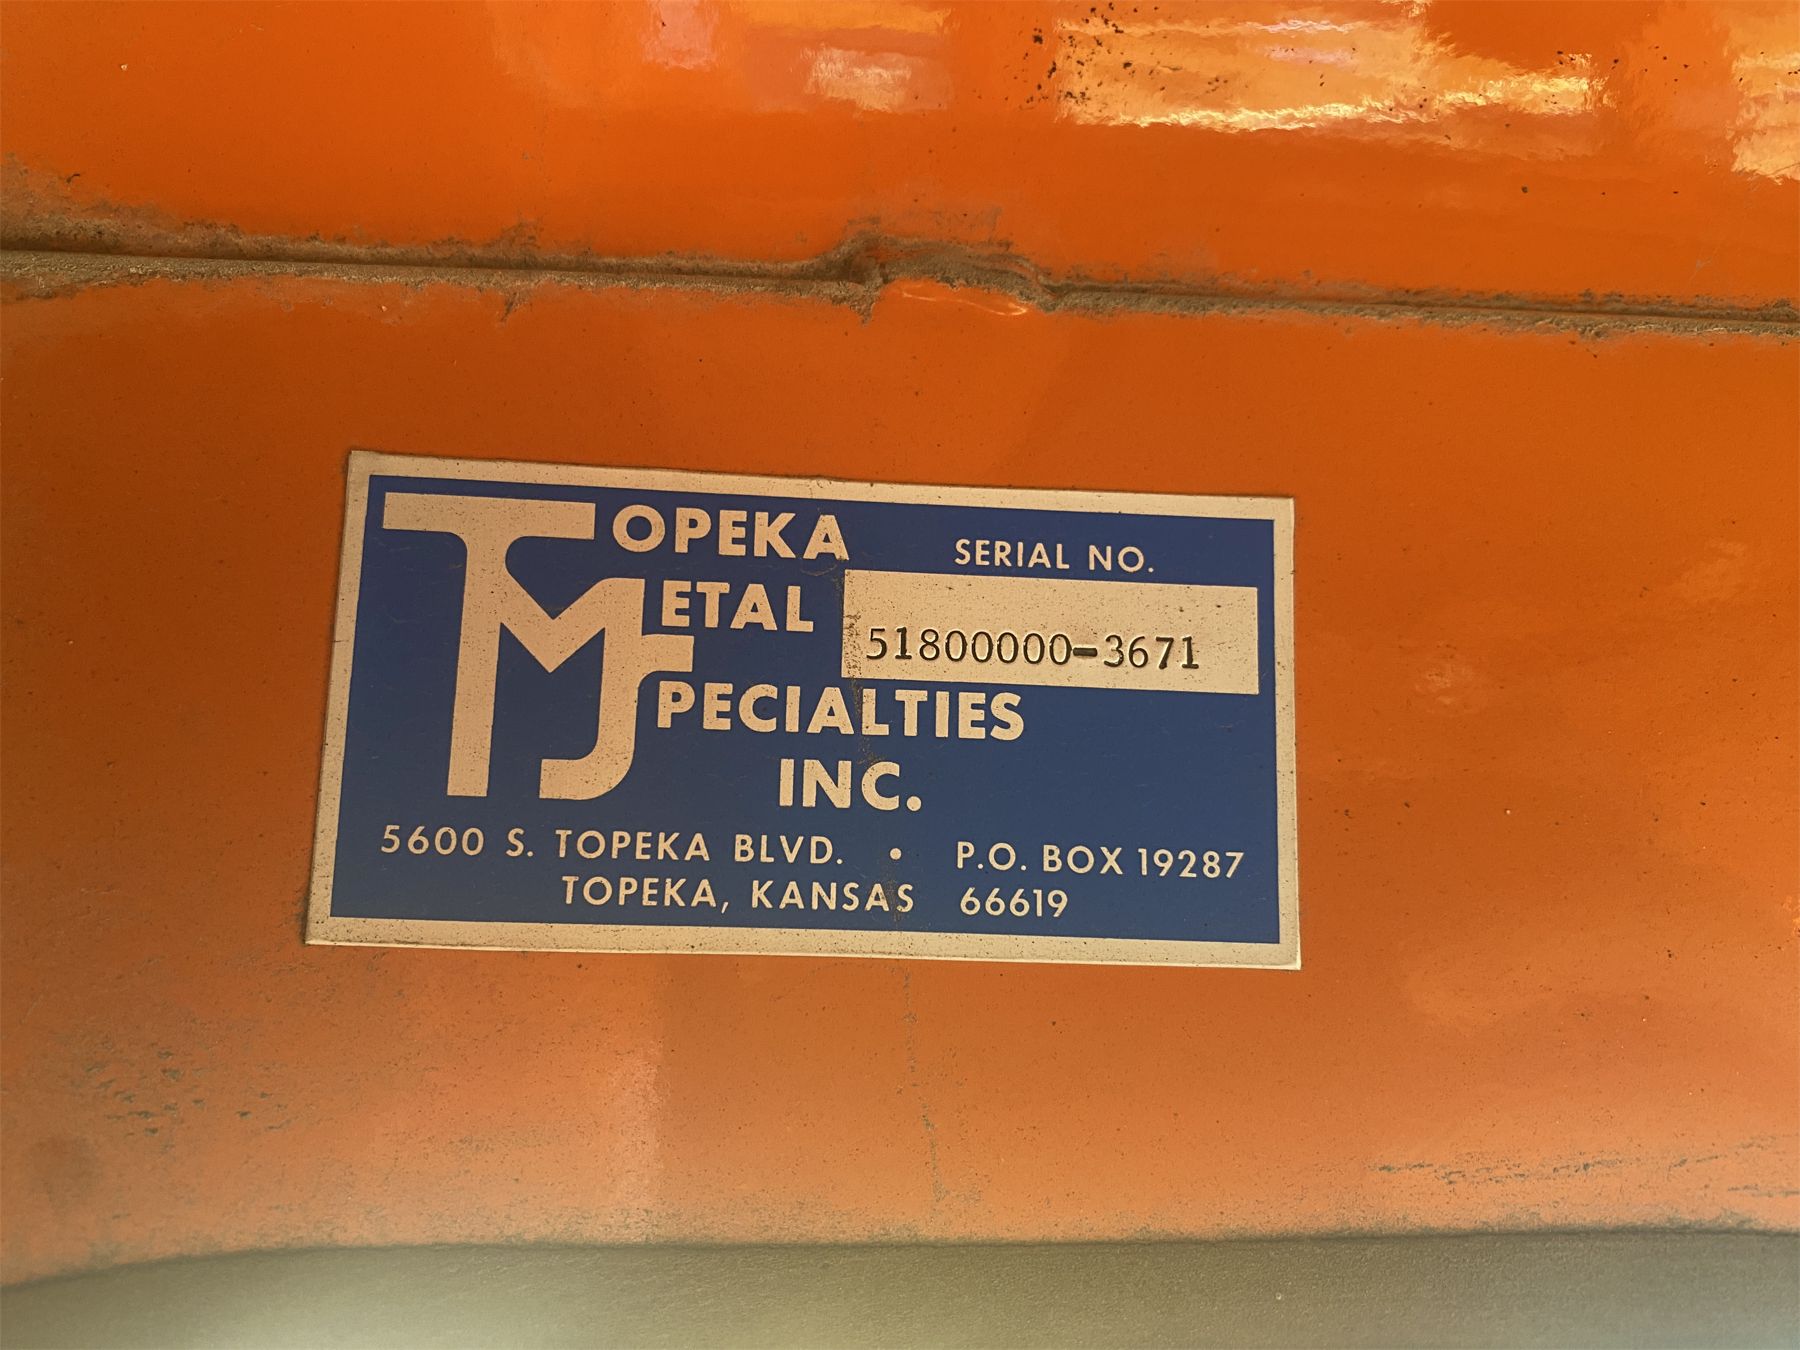 TOPEKA
METAL
SPECIALTIES
INC.
SERIAL NO.
51800000-3671
5600 S. TOPEKA BLVD. • P.O. BOX 19287
TOPEKA, KANSAS 66619